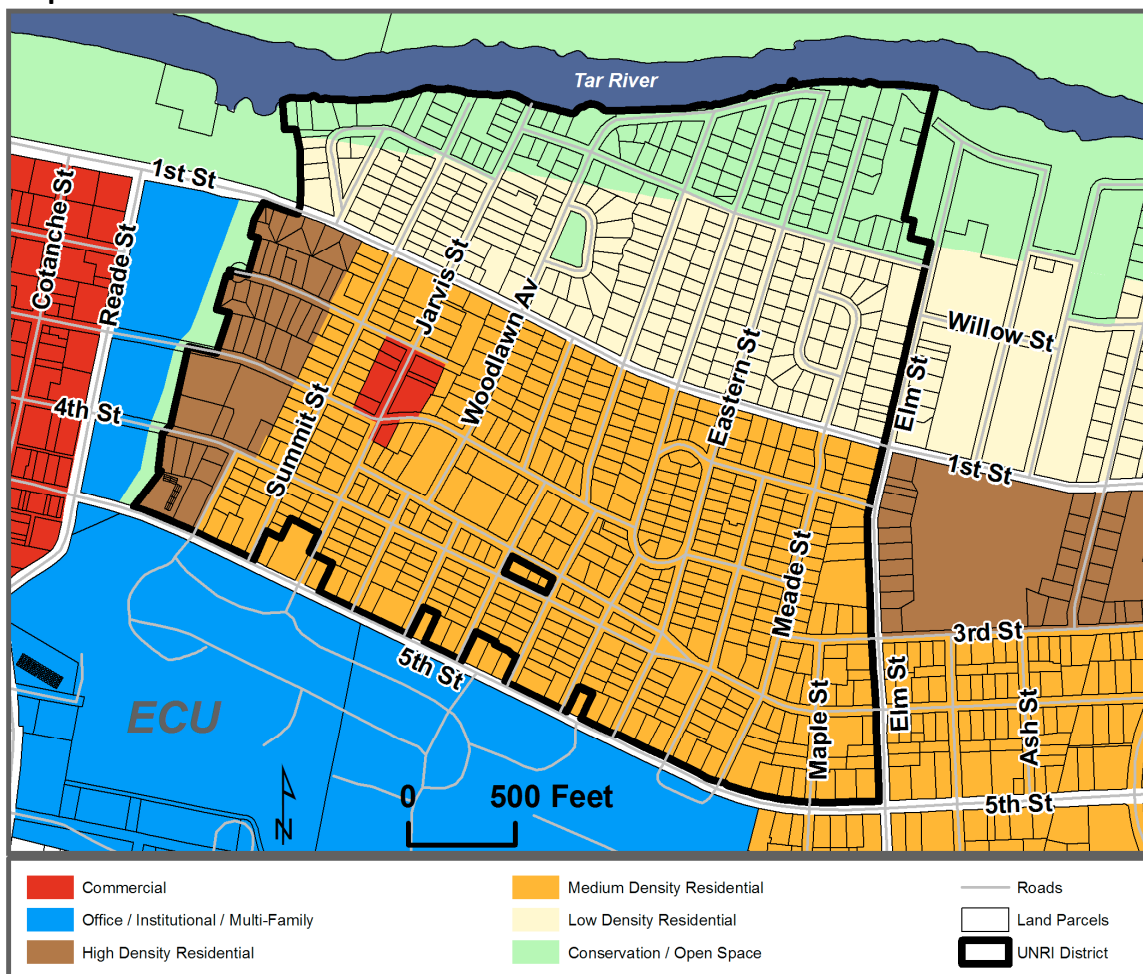 Tar River
1st St
Cotanche St
Reade St
Jarvis St
Woodlawn Av
Willow St
Eastern St
Elm St
4th St
Summit St
1st St
Meade St
3rd St
5th St
Elm St
Maple St
Ash St
ECU
0 500 Feet
5th St
N
Commercial
Medium Density Residential
Roads
Office / Institutional / Multi-Family
Low Density Residential
Land Parcels
High Density Residential
Conservation / Open Space
UNRI District